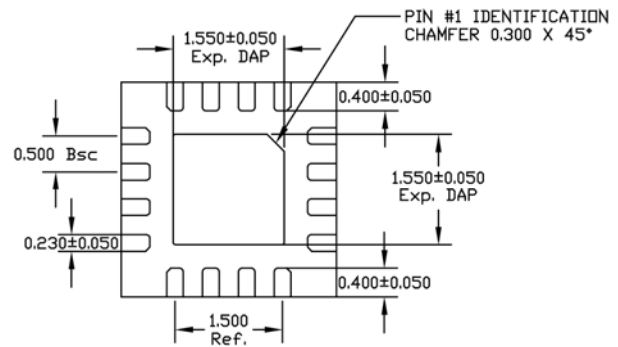 1.550±0.050
Exp. DAP
PIN #1 IDENTIFICATION
CHAMFER 0.300 X 45°
0.400±0.050
0.500 Bsc
1.550±0.050
Exp. DAP
0.230±0.050
0.400±0.050
1.500
Ref.